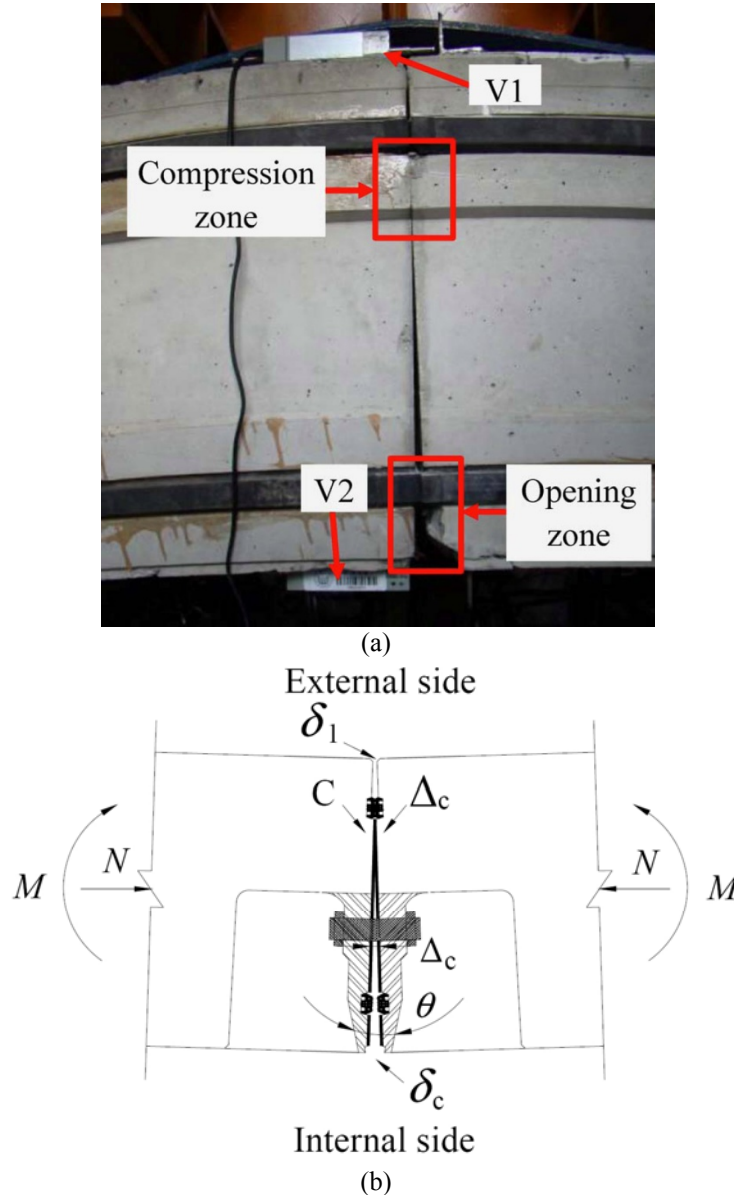 V1
Compression
zone
V2
Opening
zone
(a)
External side
δ1
C
Δc
M
N
N
M
Δc
θ
δc
Internal side
(b)